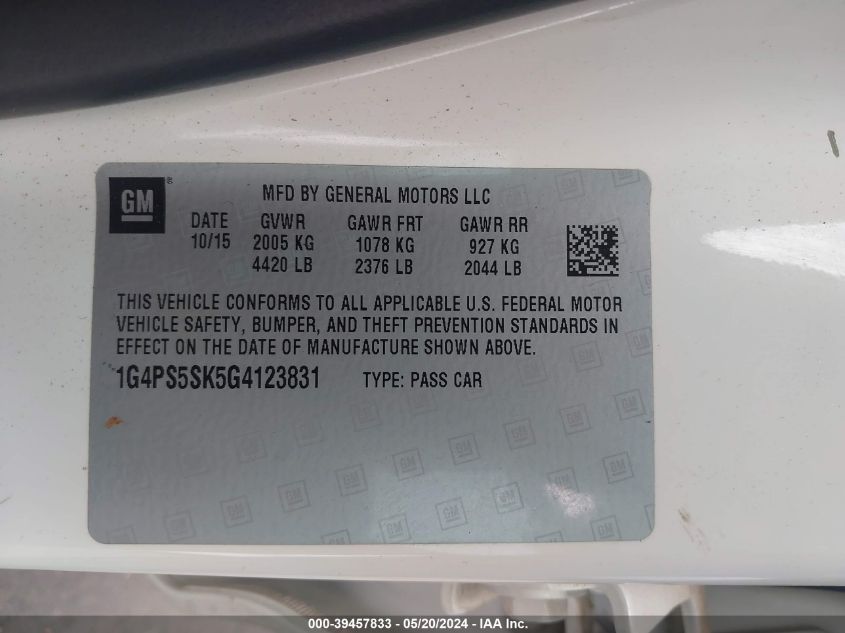 GM ®
MFD BY GENERAL MOTORS LLC
DATE GVWR GAWR FRT GAWR RR
10/15 2005 KG 1078 KG 927 KG
4420 LB 2376 LB 2044 LB
THIS VEHICLE CONFORMS TO ALL APPLICABLE U.S. FEDERAL MOTOR
VEHICLE SAFETY, BUMPER, AND THEFT PREVENTION STANDARDS IN
EFFECT ON THE DATE OF MANUFACTURE SHOWN ABOVE.
1G4PS5SK5G4123831 TYPE: PASS CAR
000-39457833 - 05/20/2024 - IAA Inc.